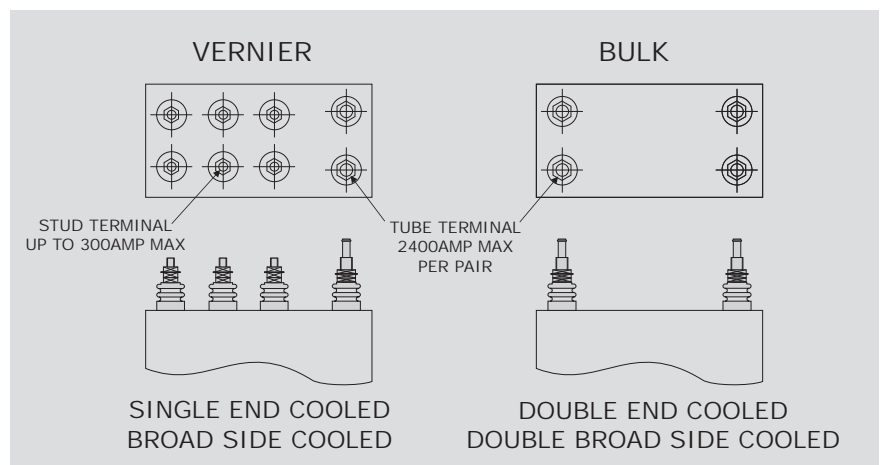 VERNIER
BULK
STUD TERMINAL
UP TO 300AMP MAX
TUBE TERMINAL
2400AMP MAX
PER PAIR
SINGLE END COOLED
BROAD SIDE COOLED
DOUBLE END COOLED
DOUBLE BROAD SIDE COOLED